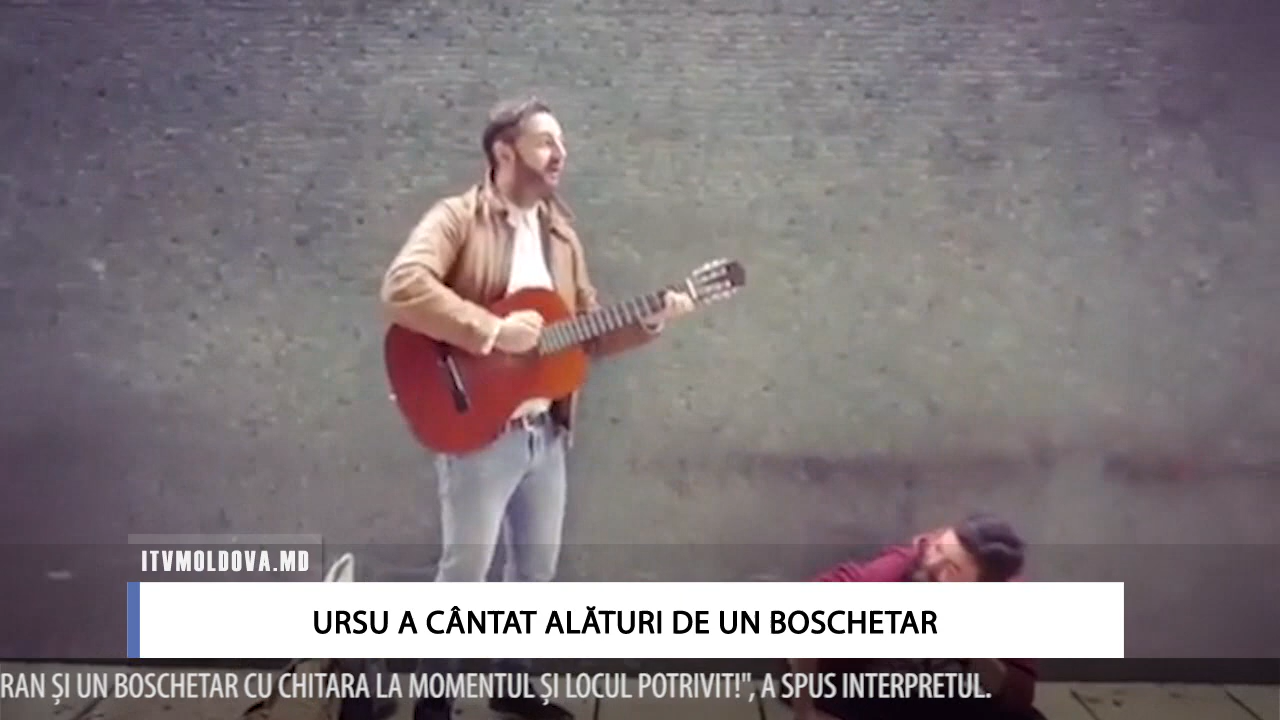 ITVMOLDOVA.MD
URSU A CÂNTAT ALĂTURI DE UN BOSCHETAR
RAN ȘI UN BOSCHETAR CU CHITARA LA MOMENTUL ȘI LOCUL POTRIVIT!", A SPUS INTERPRETUL.